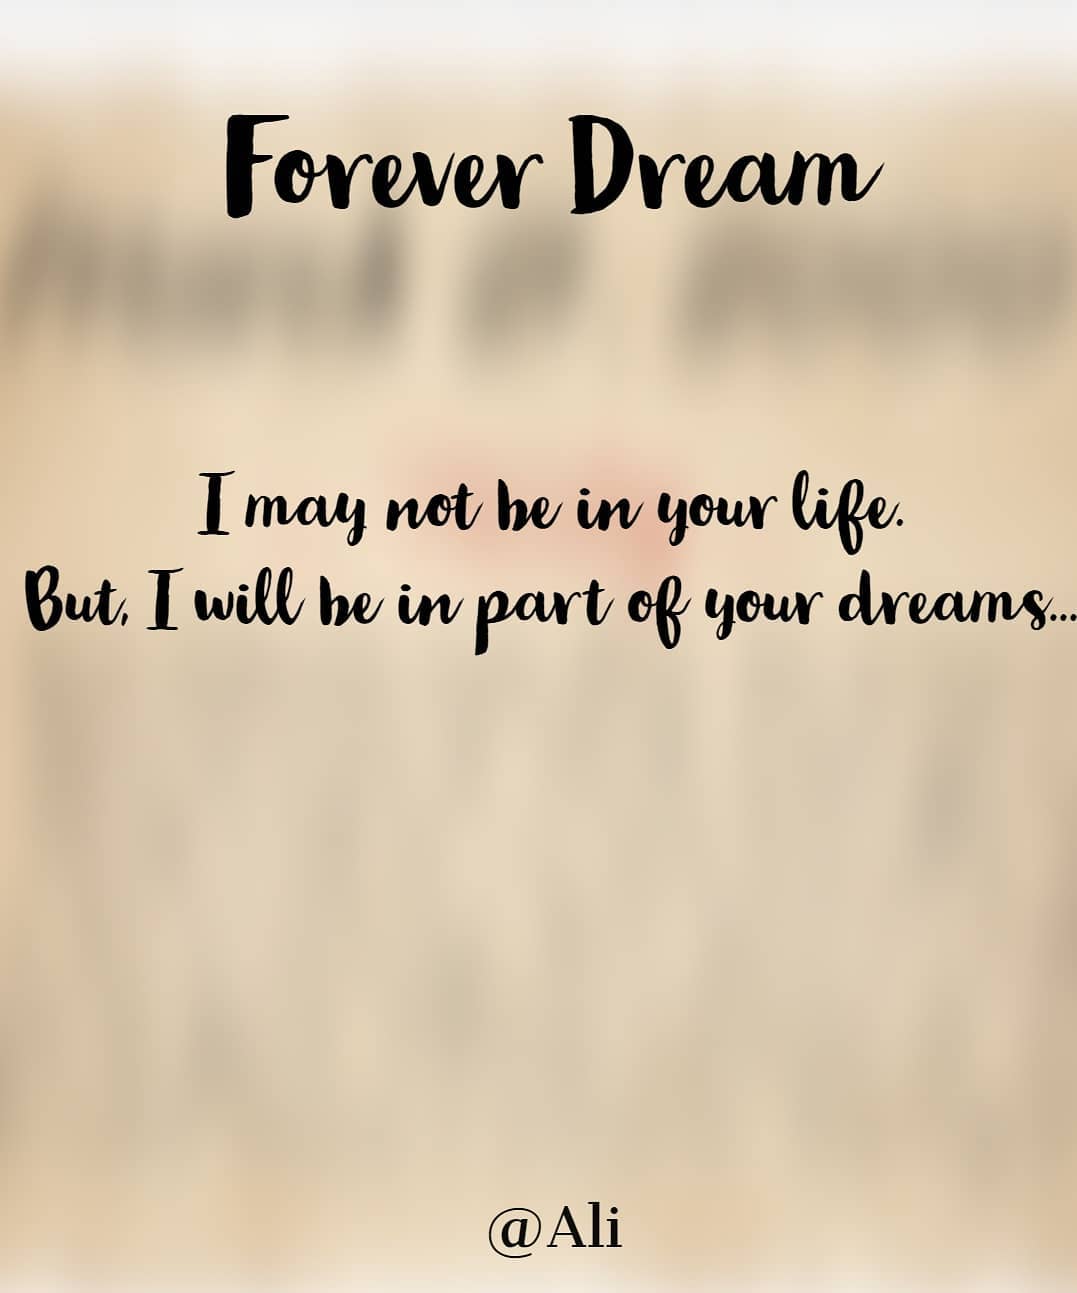 Forever Dream
I may not be in your life.
But, I will be in part of your dreams...
@Ali